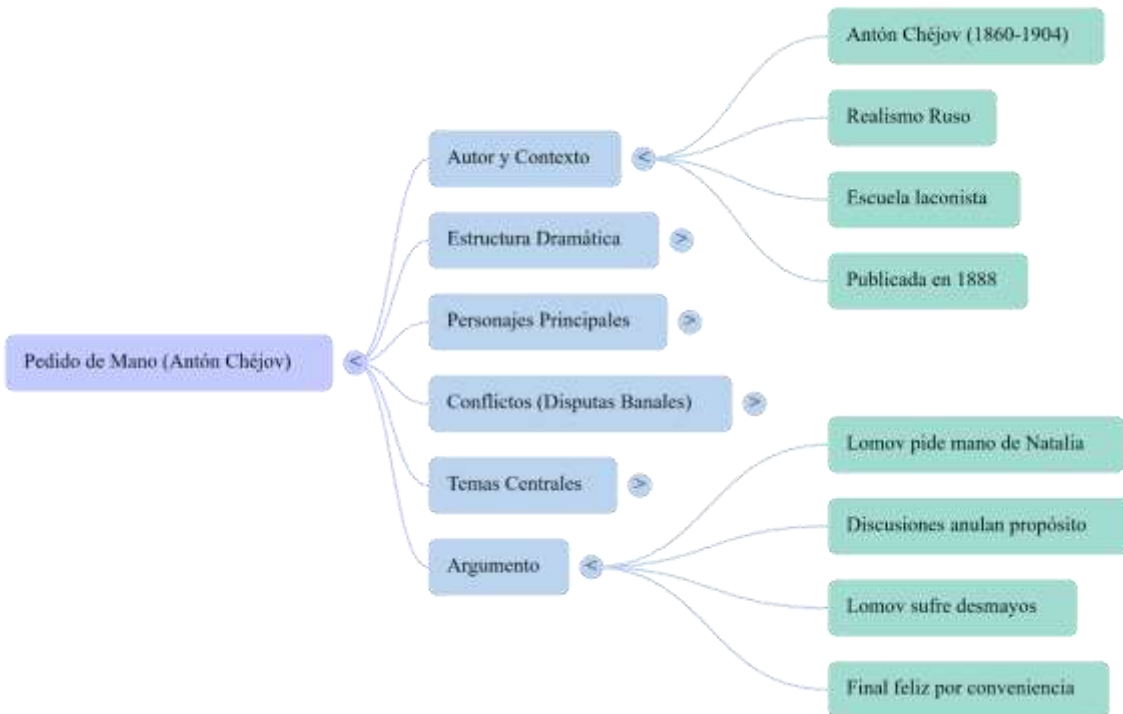 Pedido de Mano (Antón Chéjov)
<
Autor y Contexto
<
Antón Chéjov (1860-1904)
Realismo Ruso
Escuela laconista
Publicada en 1888
Estructura Dramática
>
Personajes Principales
>
Conflictos (Disputas Banales)
>
Temas Centrales
>
Argumento
<
Lomov pide mano de Natalia
Discusiones anulan propósito
Lomov sufre desmayos
Final feliz por conveniencia